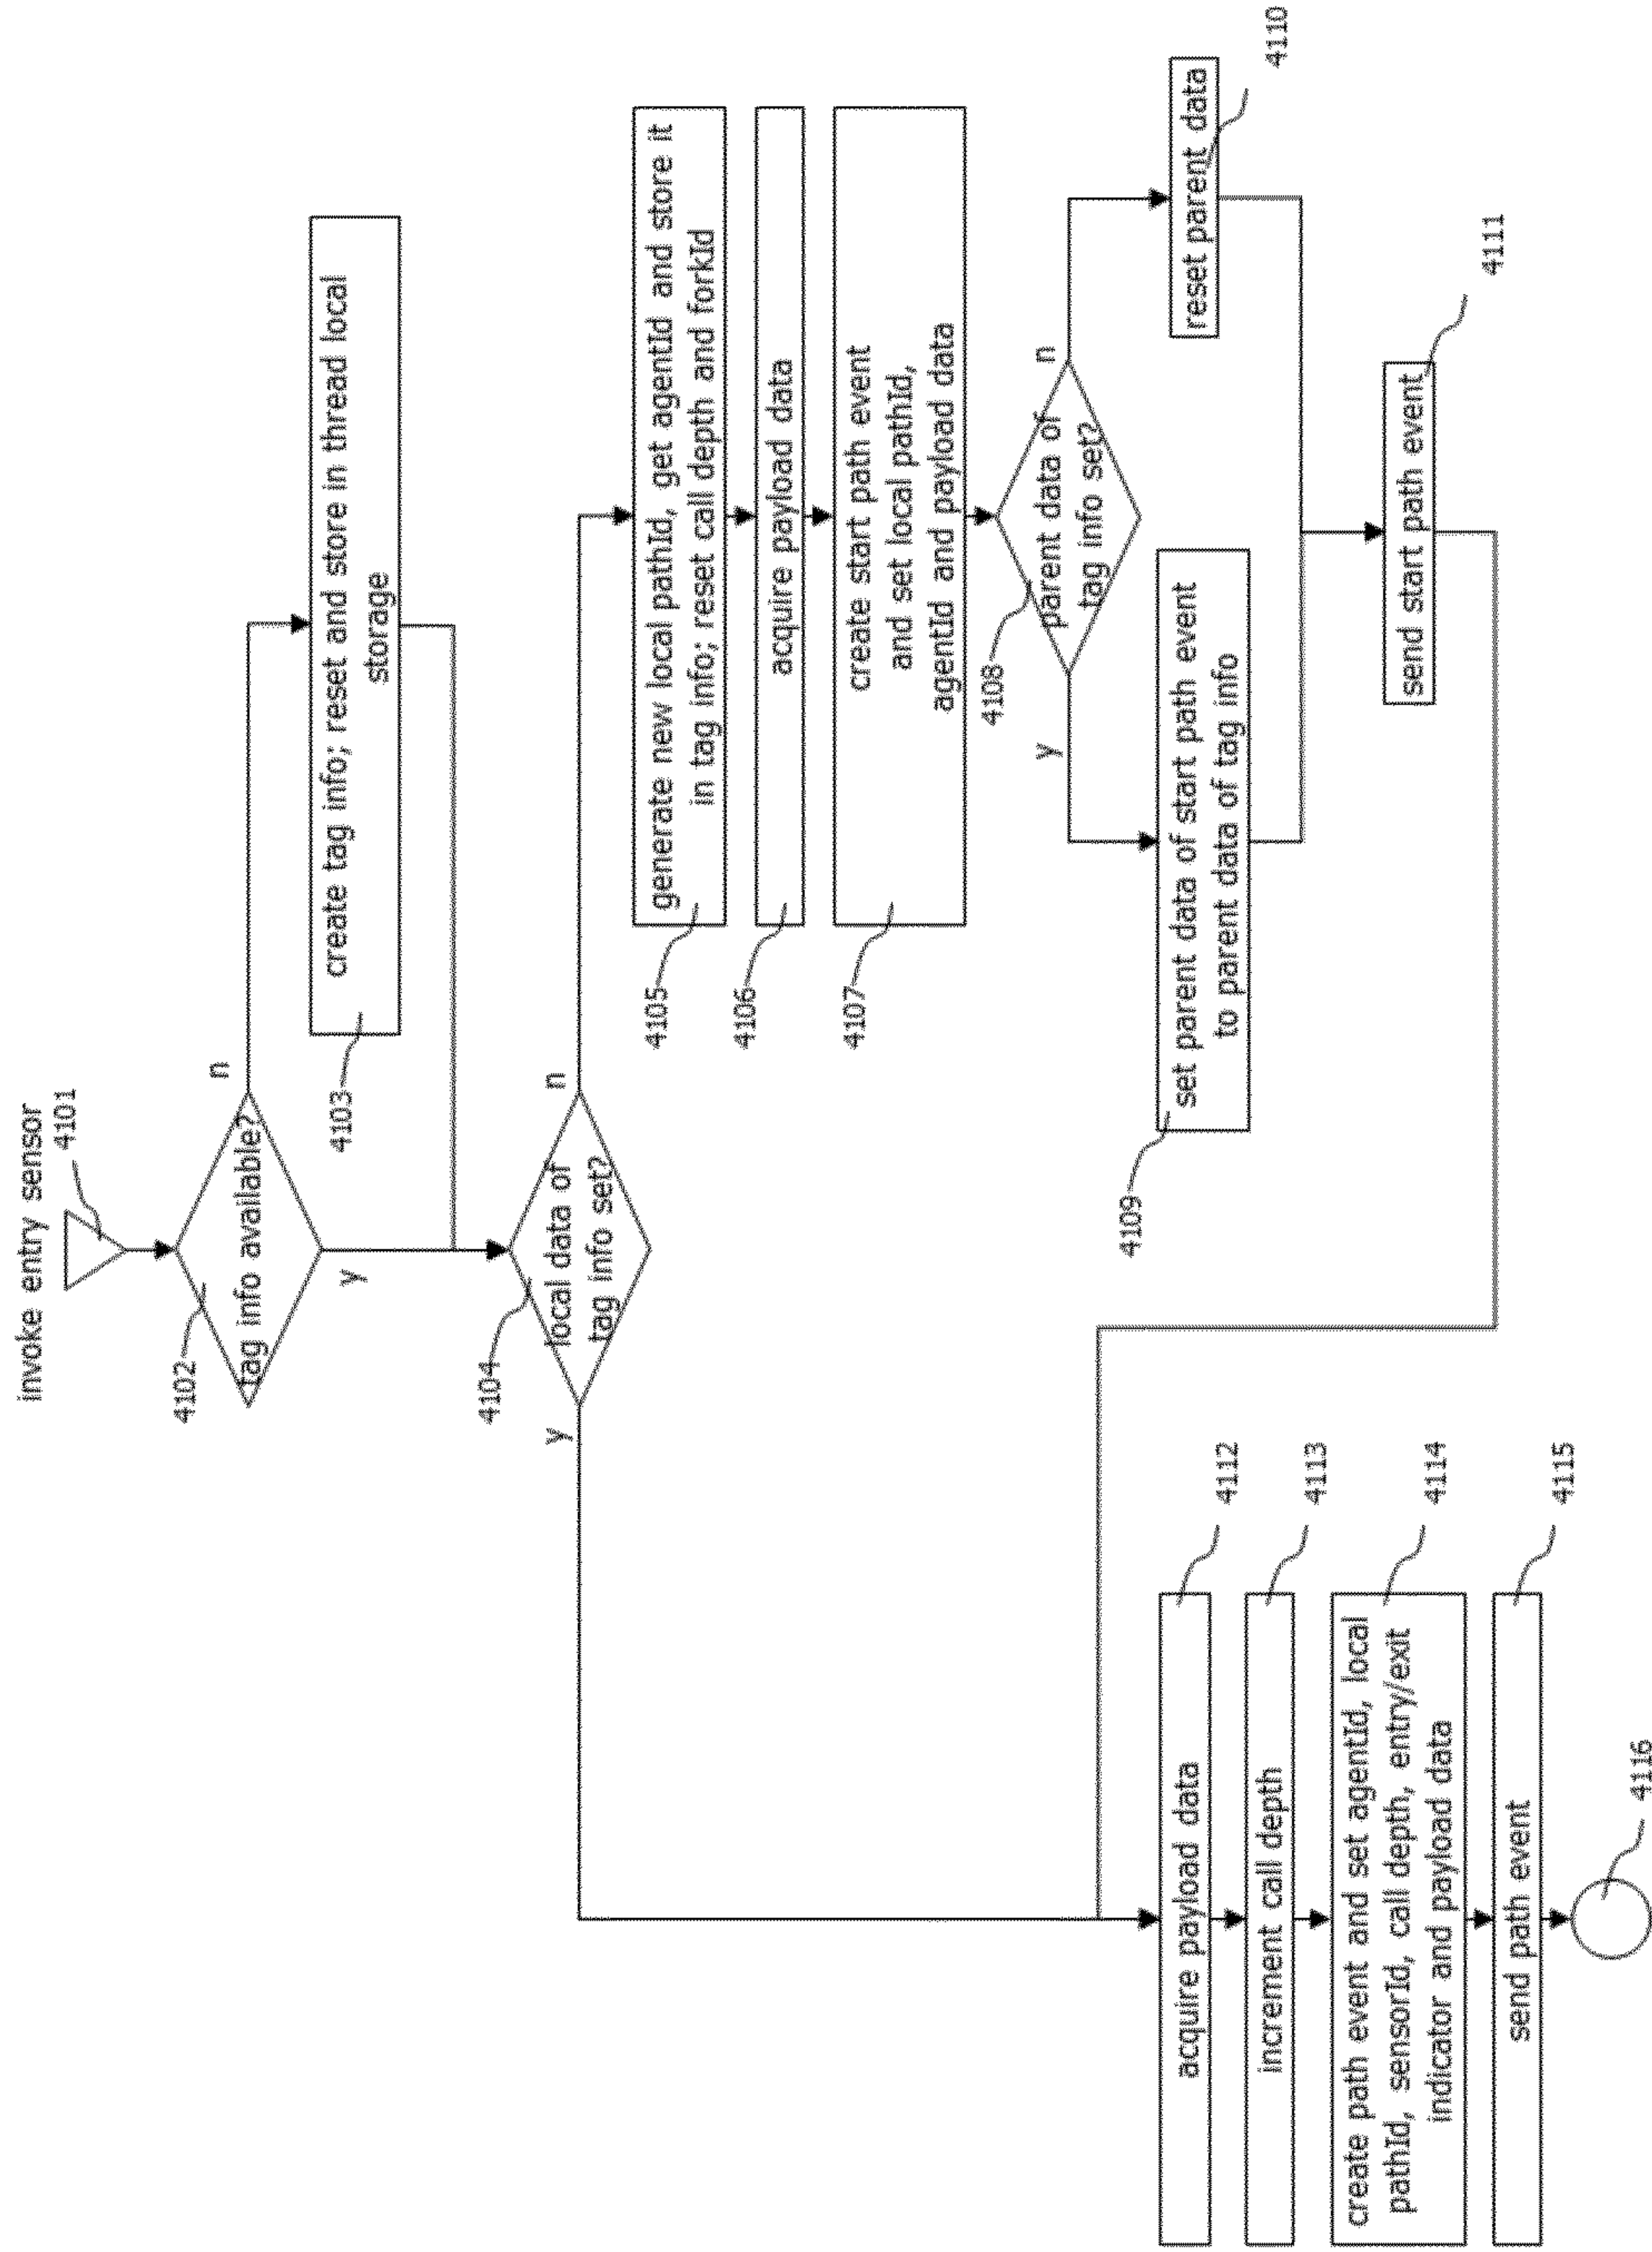 invoke entry sensor
4101
4102
tag info available?
n
y
4103
create tag info; reset and store in thread local
storage
4104
local data of
tag info set?
n
y
4105
generate new local pathId, get agentId and store it
in tag info; reset call depth and forkId
4106
acquire payload data
4107
create start path event
and set local pathId,
agentId and payload data
4108
parent data of
tag info set?
n
y
4109
set parent data of start path event
to parent data of tag info
reset parent data
4110
send start path event
4111
acquire payload data
4112
increment call depth
4113
create path event and set agentId, local
pathId, sensorId, call depth, entry/exit
indicator and payload data
4114
send path event
4115
4116